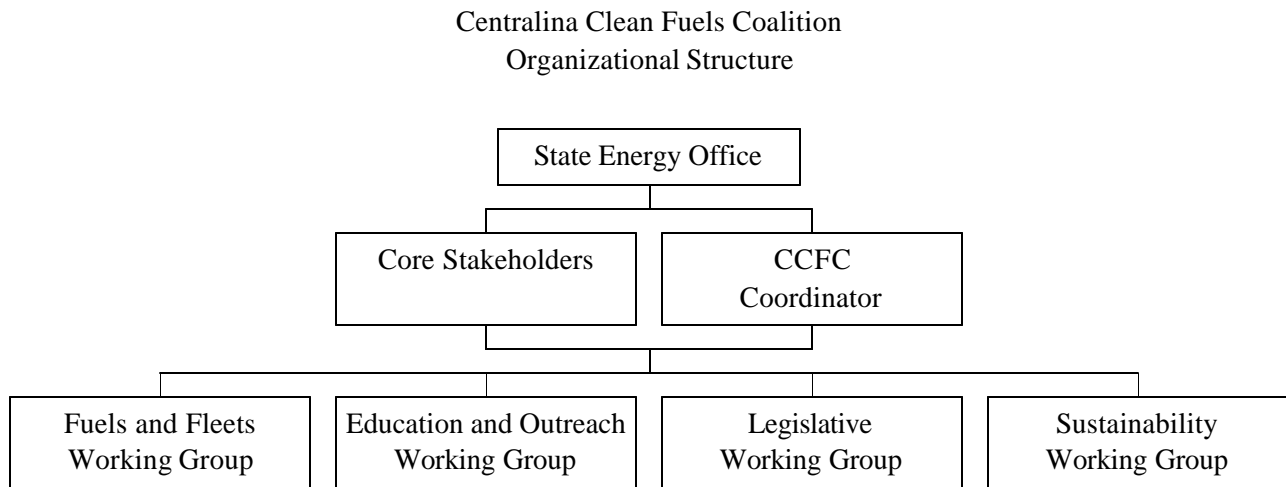 Centralina Clean Fuels Coalition
Organizational Structure
State Energy Office
Core Stakeholders
CCFC
Coordinator
Fuels and Fleets
Working Group
Education and Outreach
Working Group
Legislative
Working Group
Sustainability
Working Group